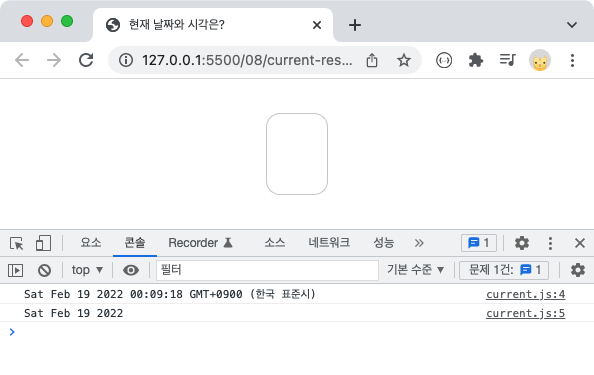 현재 날짜와 시각은?
127.0.0.1:5500/08/current-res...
요소 콘솔 Recorder 소스 네트워크 성능 » 1
top ▼ 필터 기본 수준 ▼ 문제 1건: 1
Sat Feb 19 2022 00:09:18 GMT+0900 (한국 표준시) current.js:4
Sat Feb 19 2022 current.js:5